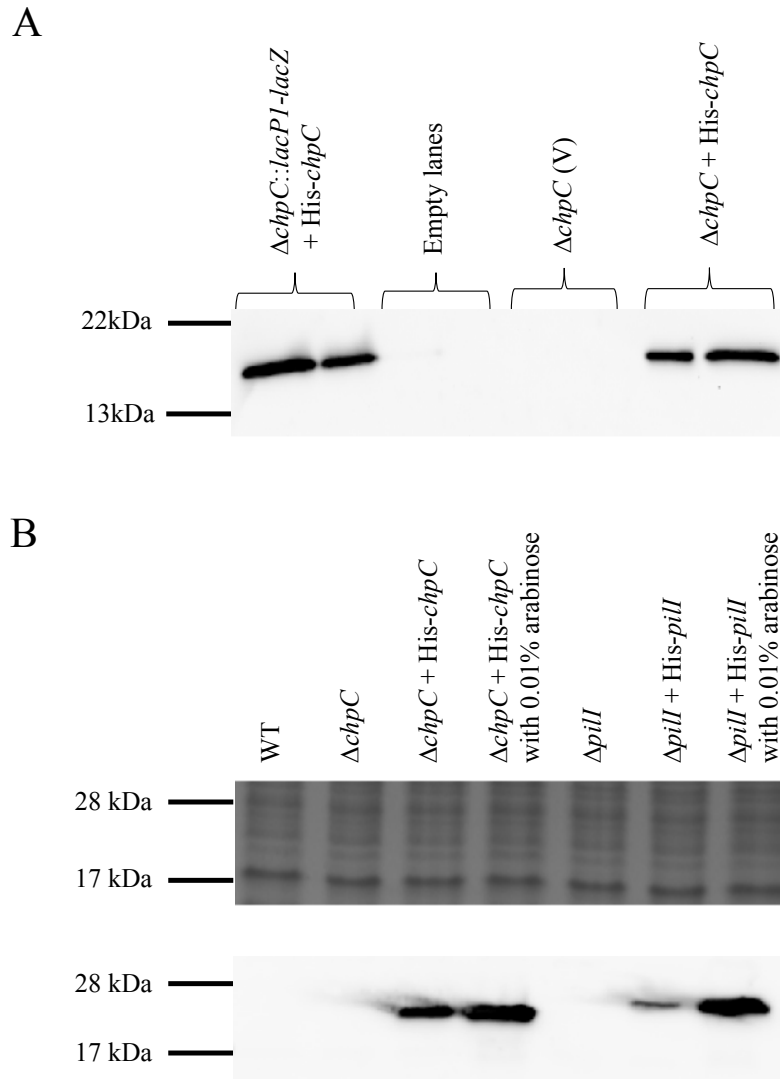 A
ΔchpC::lacP1-lacZ
+ His-chpC
Empty lanes
ΔchpC (V)
ΔchpC + His-chpC
22kDa
13kDa
B
WT
ΔchpC
ΔchpC + His-chpC
ΔchpC + His-chpC
with 0.01% arabinose
ΔpilI
ΔpilI + His-pilI
ΔpilI + His-pilI
with 0.01% arabinose
28 kDa
17 kDa
28 kDa
17 kDa